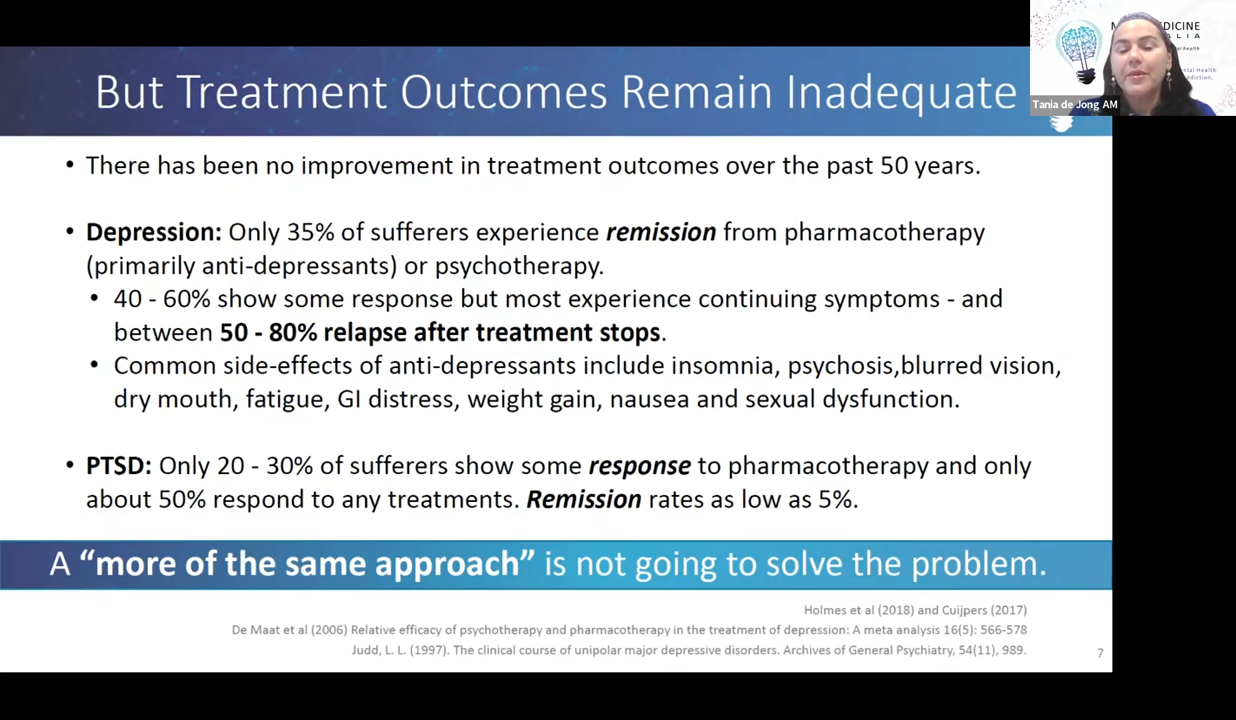 But Treatment Outcomes Remain Inadequate
Tania de Jong AM
• There has been no improvement in treatment outcomes over the past 50 years.
• Depression: Only 35% of sufferers experience remission from pharmacotherapy
(primarily anti-depressants) or psychotherapy.
• 40 - 60% show some response but most experience continuing symptoms - and
between 50 - 80% relapse after treatment stops.
• Common side-effects of anti-depressants include insomnia, psychosis,blurred vision,
dry mouth, fatigue, GI distress, weight gain, nausea and sexual dysfunction.
• PTSD: Only 20 - 30% of sufferers show some response to pharmacotherapy and only
about 50% respond to any treatments. Remission rates as low as 5%.
A “more of the same approach” is not going to solve the problem.
Holmes et al (2018) and Cuijpers (2017)
De Maat et al (2006) Relative efficacy of psychotherapy and pharmacotherapy in the treatment of depression: A meta analysis 16(5): 566-578
Judd, L. L. (1997). The clinical course of unipolar major depressive disorders. Archives of General Psychiatry, 54(11), 989.
7